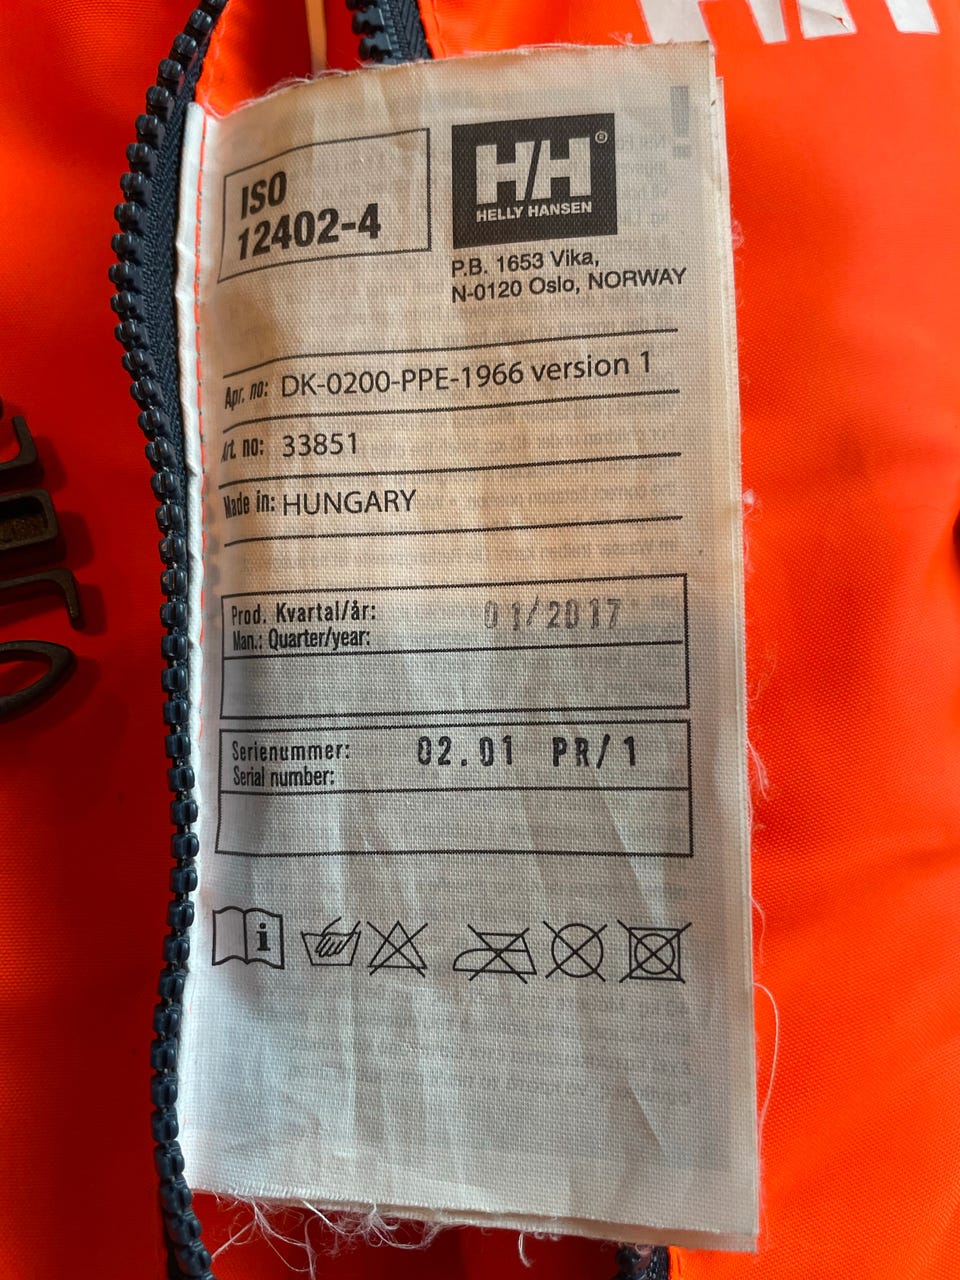 HH®
HELLY HANSEN
ISO
12402-4
P.B. 1653 Vika,
N-0120 Oslo, NORWAY
Apr. no: DK-0200-PPE-1966 version 1
Art. no: 33851
Made in: HUNGARY
Prod. Kvartal/år: 01/2017
Man.: Quarter/year:
Serienummer: 02.01 PR/1
Serial number:
i